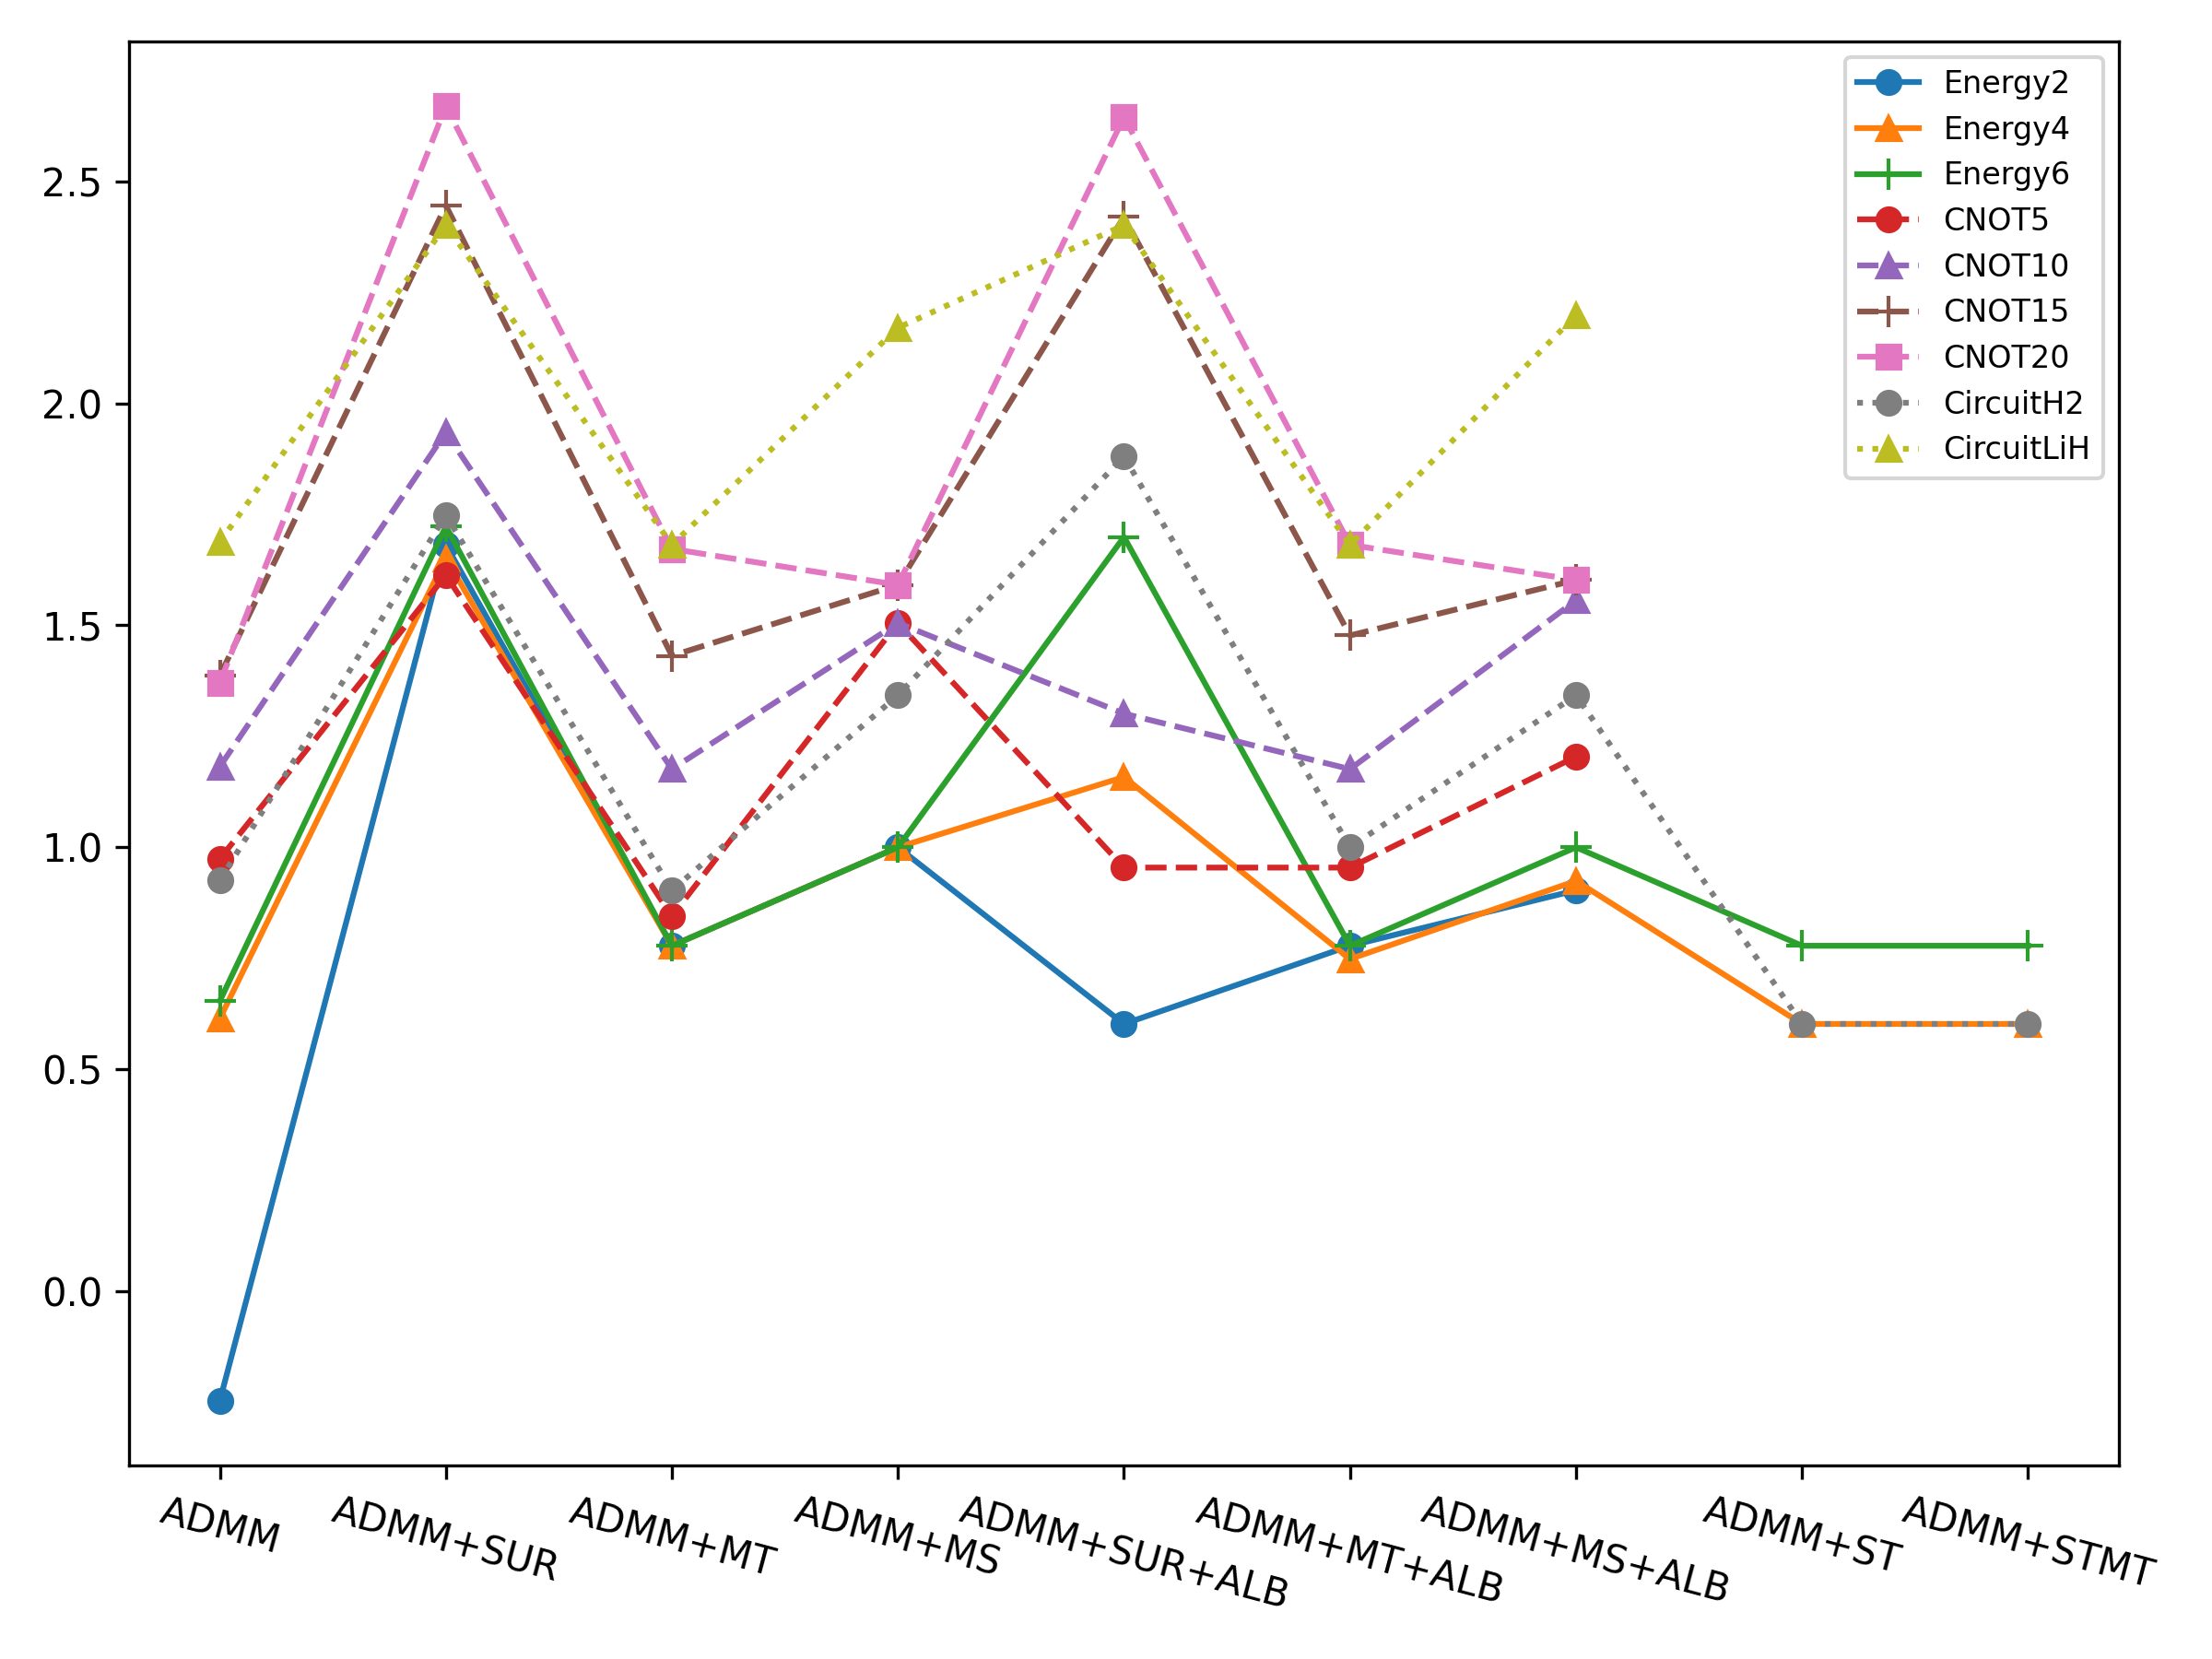 2.5
2.0
1.5
1.0
0.5
0.0
Energy2
Energy4
Energy6
CNOT5
CNOT10
CNOT15
CNOT20
CircuitH2
CircuitLiH
ADMM
ADMM+SUR
ADMM+MT
ADMM+MS
ADMM+SUR+ALB
ADMM+MT+ALB
ADMM+MS+ALB
ADMM+ST
ADMM+STMT